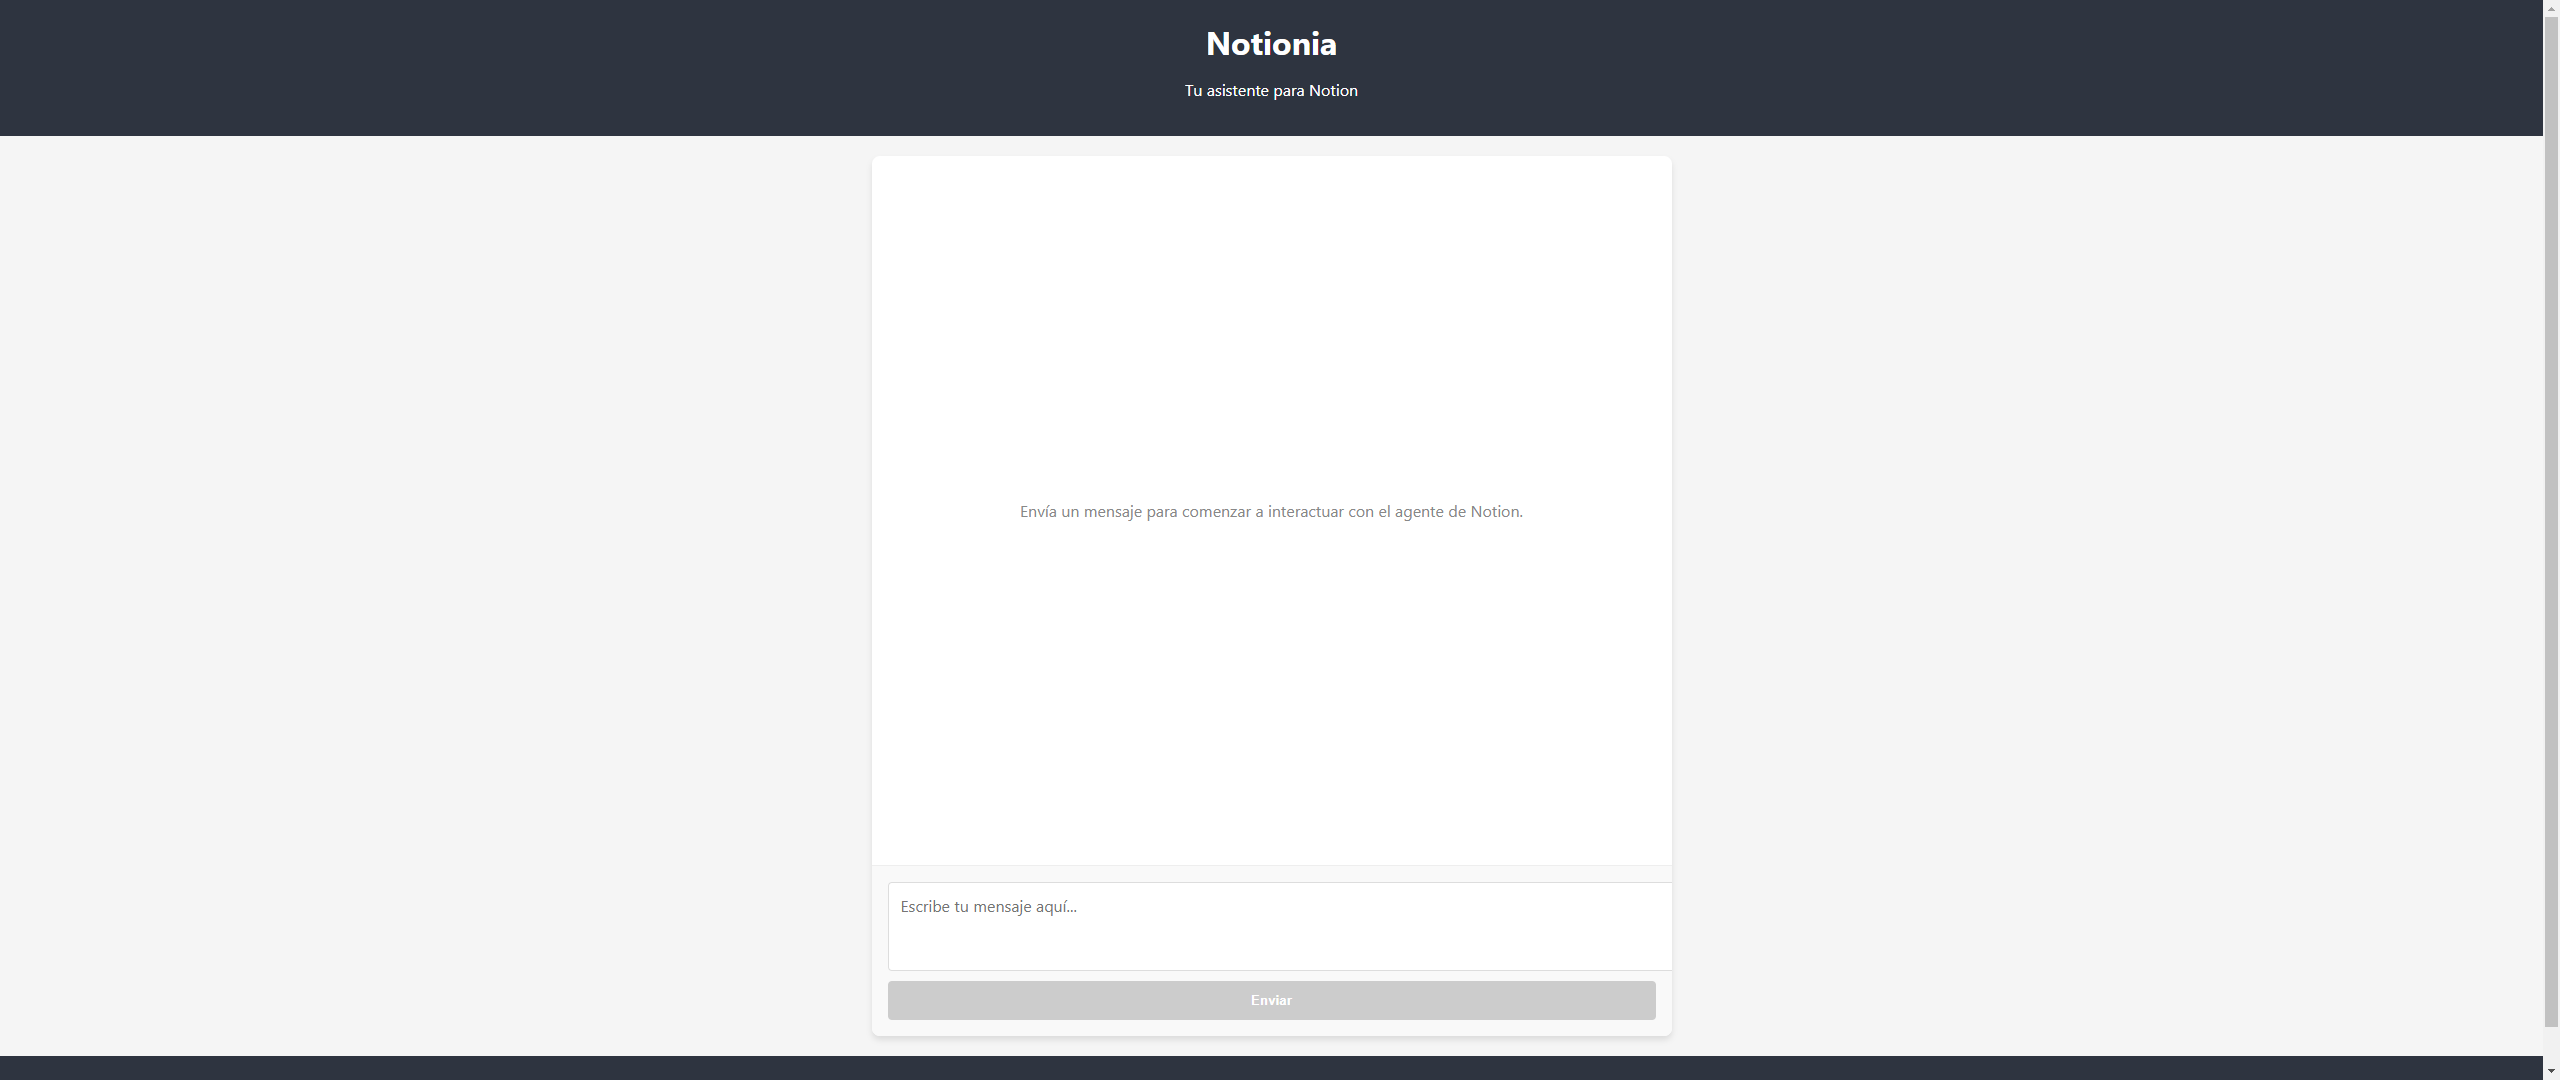 Notionia
Tu asistente para Notion
Envía un mensaje para comenzar a interactuar con el agente de Notion.
Escribe tu mensaje aquí...
Enviar